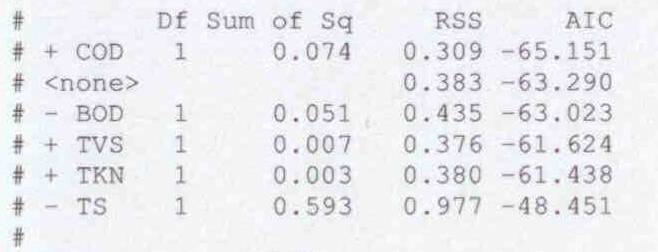 #        Df Sum of Sq    RSS     AIC
# + COD   1     0.074  0.309 -65.151
# <none>               0.383 -63.290
# - BOD   1     0.051  0.435 -63.023
# + TVS   1     0.007  0.376 -61.624
# + TKN   1     0.003  0.380 -61.438
# - TS    1     0.593  0.977 -48.451
#